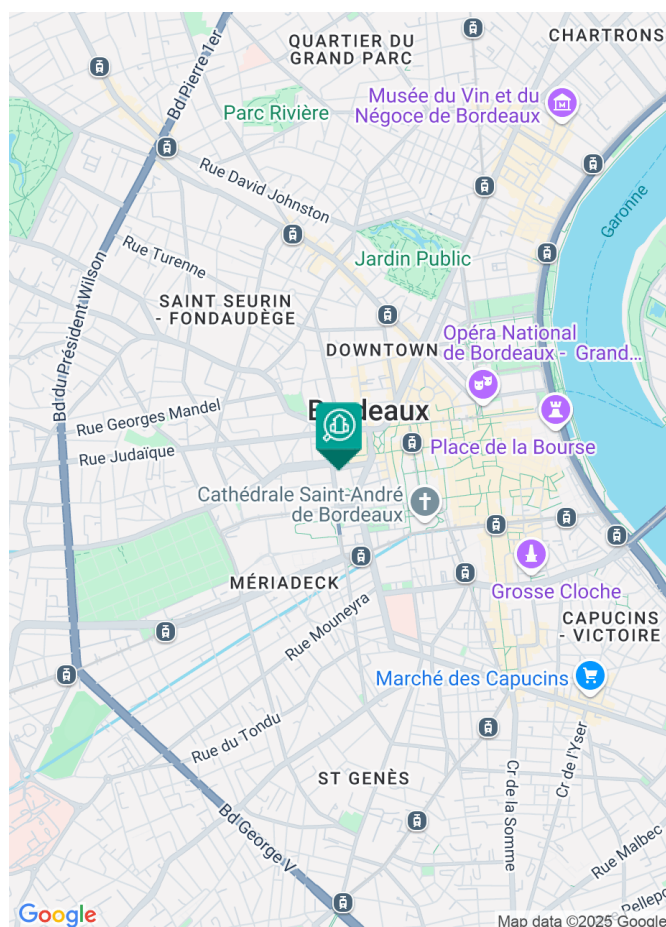 QUARTIER DU
GRAND PARC
CHARTRONS
Bd Pierre 1er
Musée du Vin et du
Négoce de Bordeaux
Parc Rivière
Rue David Johnston
Garonne
Rue Turenne
Jardin Public
Bd du Président Wilson
SAINT SEURIN
- FONDAUDÈGE
DOWNTOWN
Opéra National
de Bordeaux - Grand...
Rue Georges Mandel
Bordeaux
Rue Judaïque
Place de la Bourse
Cathédrale Saint-André
de Bordeaux
MÉRIADECK
Grosse Cloche
Rue Mouneyra
CAPUCINS
- VICTOIRE
Marché des Capucins
Rue du Tondu
Cr de l'Yser
ST GENÈS
Cr de la Somme
Bd George V
Rue Malbec
Pellepo
Google
Map data ©2025 Google